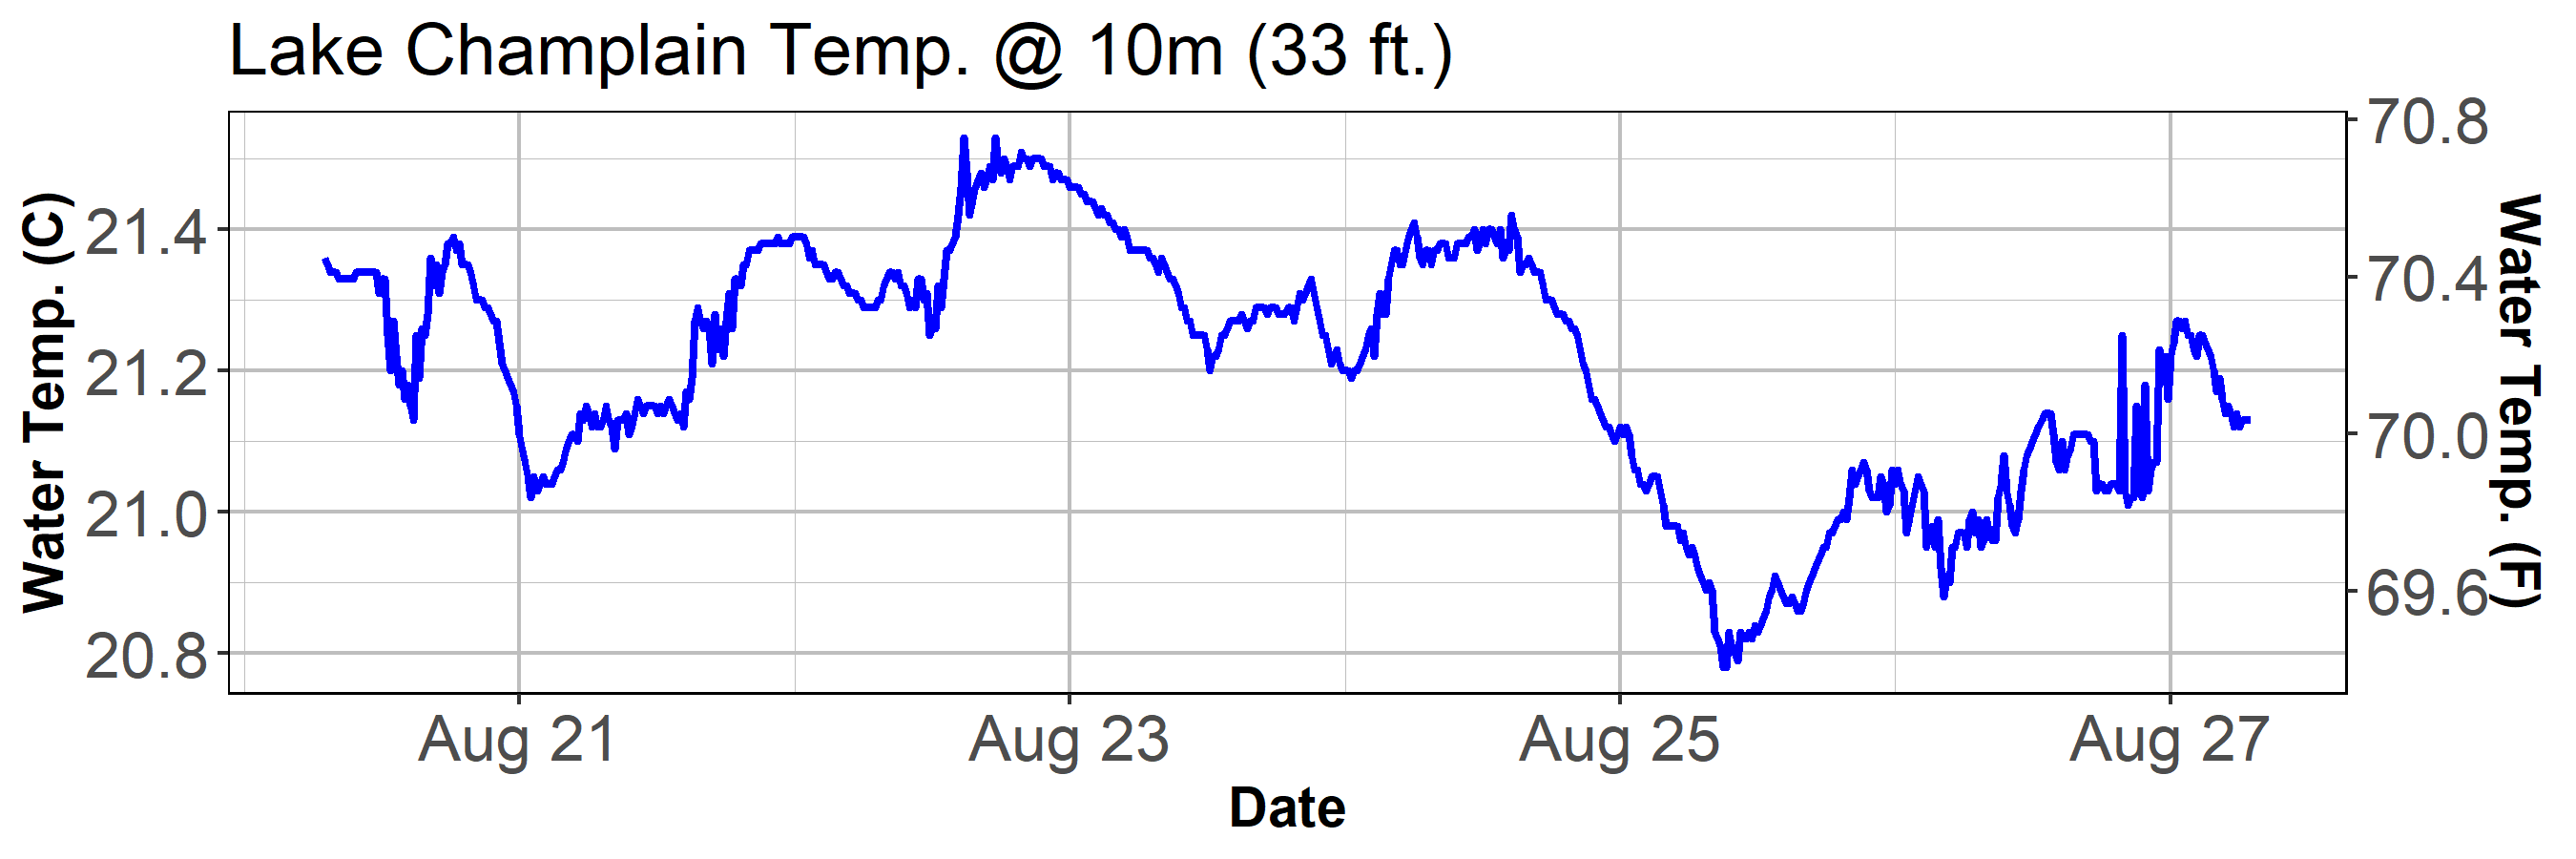 Lake Champlain Temp. @ 10m (33 ft.)
Water Temp. (C)
21.4
21.2
21.0
20.8
70.8
70.4
70.0
69.6
Water Temp. (F)
Aug 21 Aug 23 Aug 25 Aug 27
Date